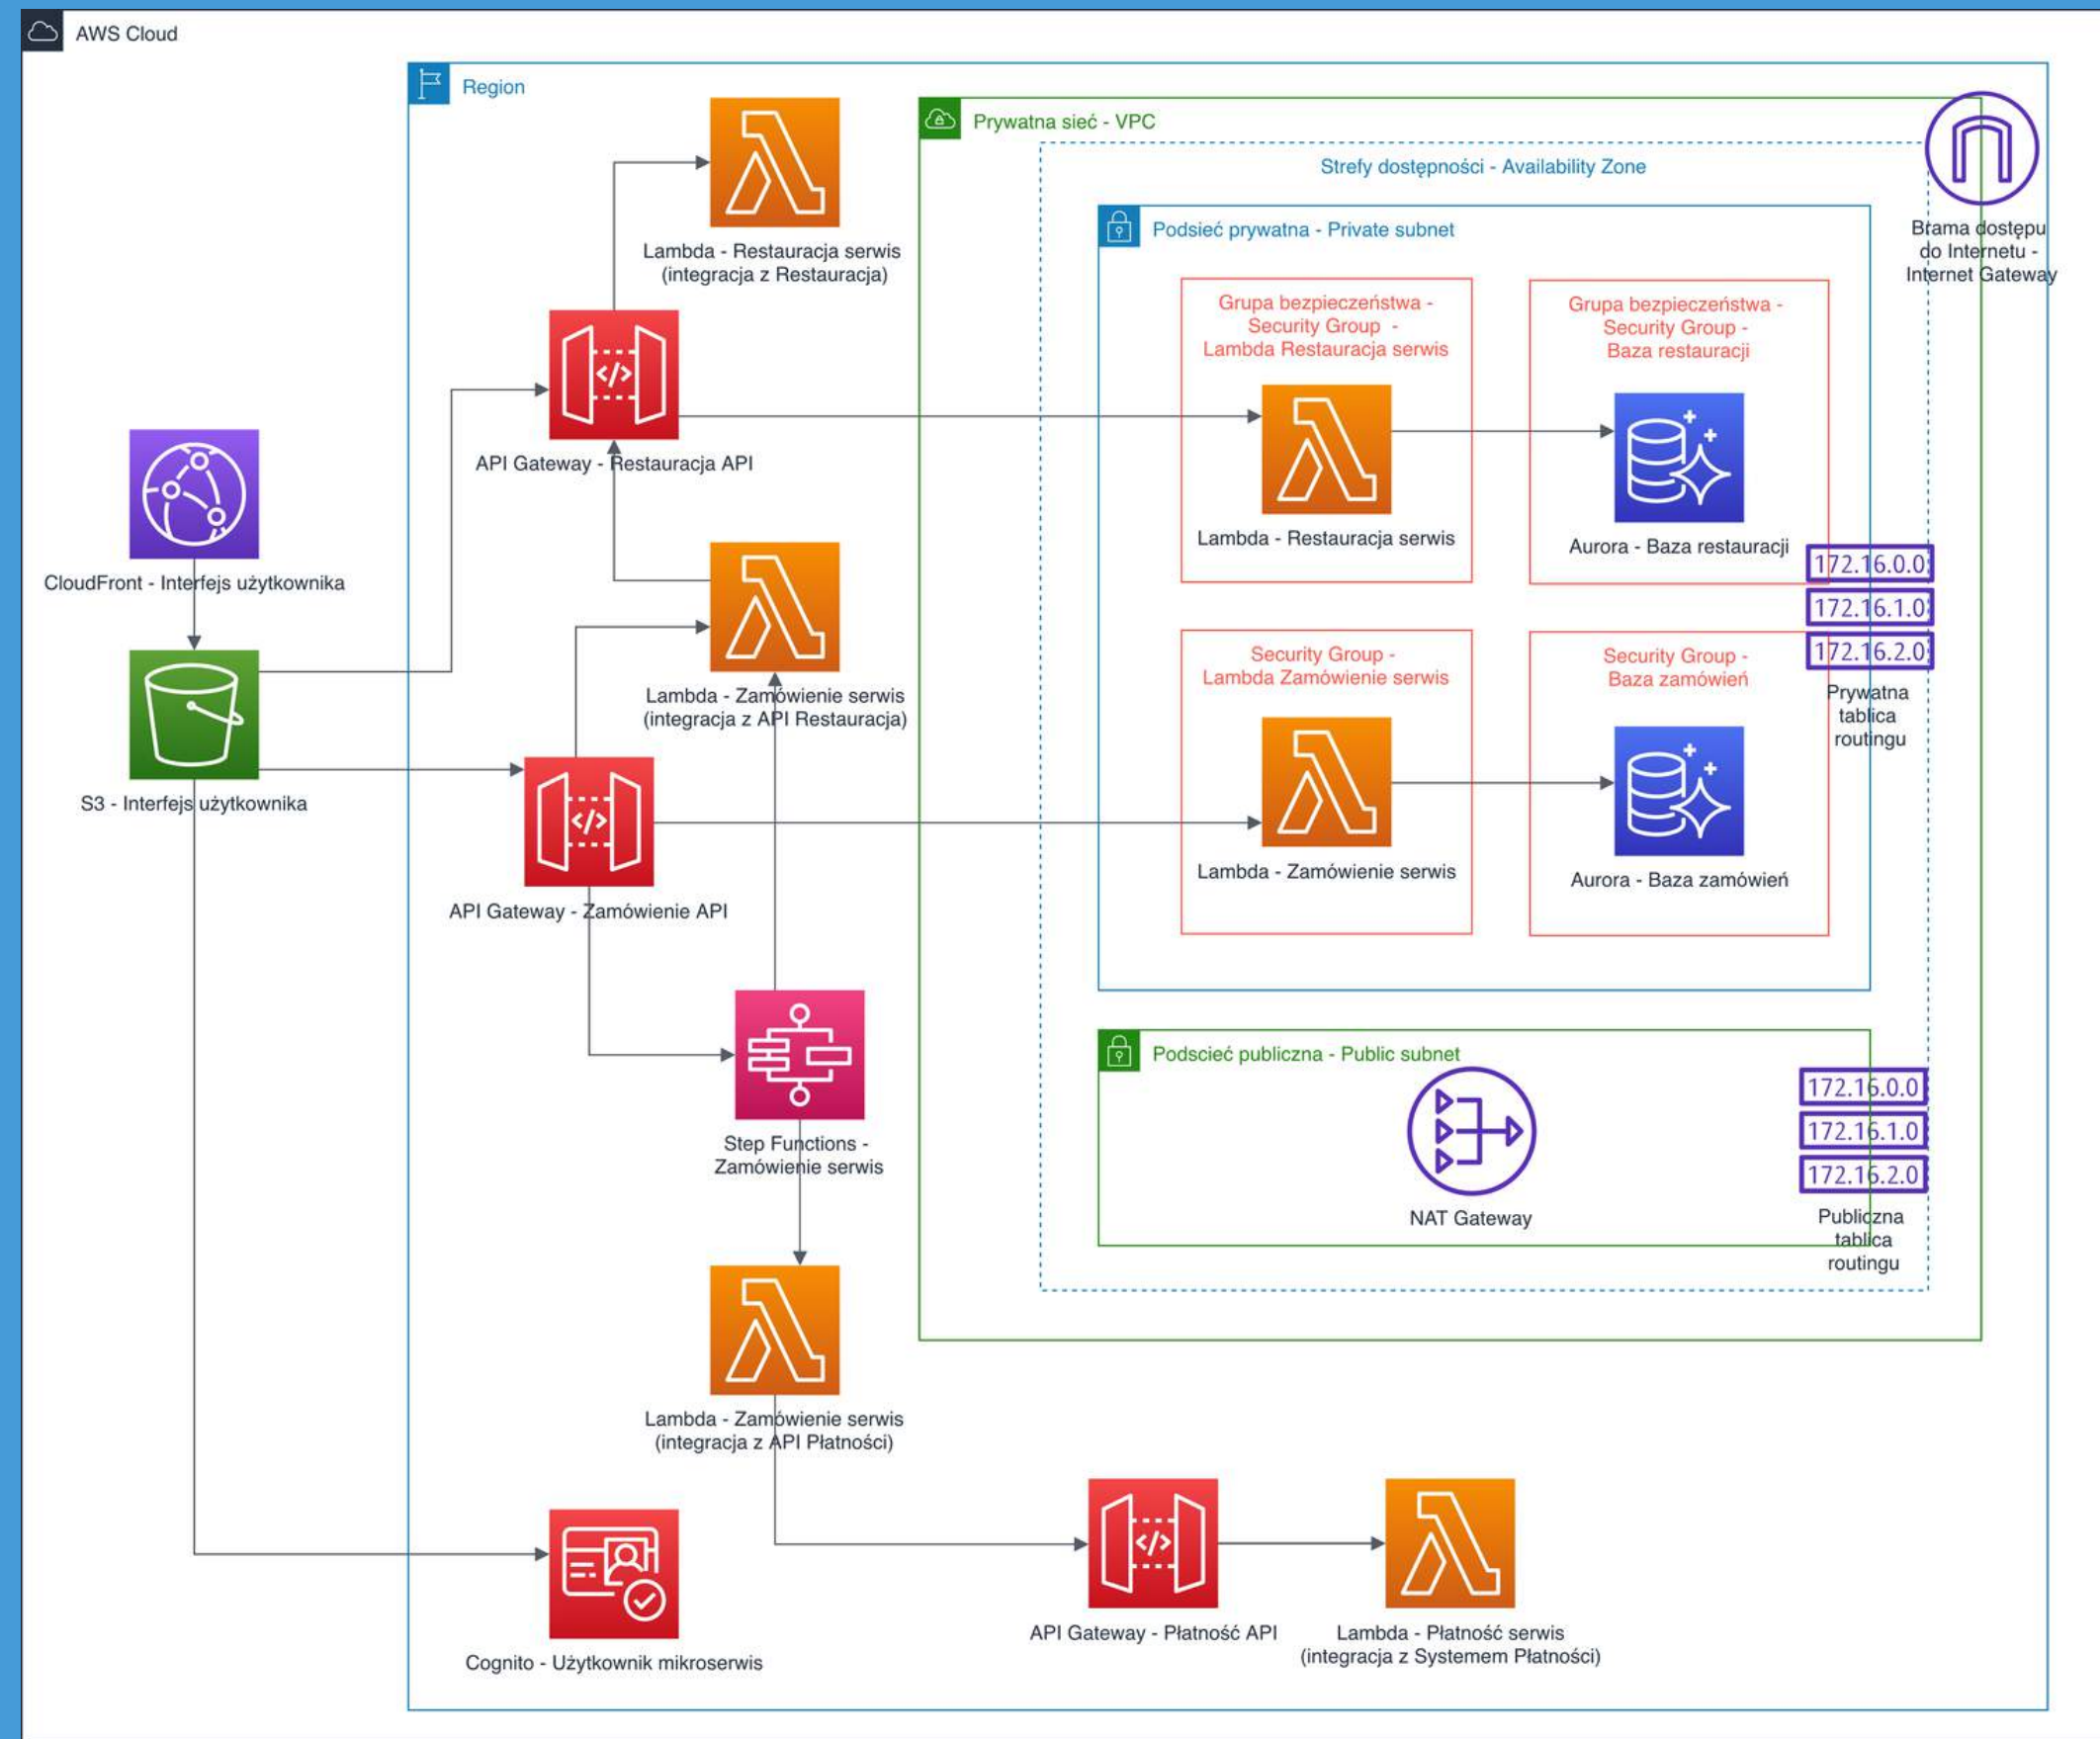 AWS Cloud
Region
Prywatna sieć - VPC
Strefy dostępności - Availability Zone
Podsieć prywatna - Private subnet
Brama dostępu
do Internetu -
Internet Gateway
Lambda - Restauracja serwis
(integracja z Restauracja)
Grupa bezpieczeństwa -
Security Group -
Lambda Restauracja serwis
Grupa bezpieczeństwa -
Security Group -
Baza restauracji
API Gateway - Restauracja API
Lambda - Restauracja serwis
Aurora - Baza restauracji
172.16.0.0
172.16.1.0
172.16.2.0
Prywatna
tablica
routingu
CloudFront - Interfejs użytkownika
Lambda - Zamówienie serwis
(integracja z API Restauracja)
Security Group -
Lambda Zamówienie serwis
Security Group -
Baza zamówień
S3 - Interfejs użytkownika
Lambda - Zamówienie serwis
Aurora - Baza zamówień
API Gateway - Zamówienie API
Podscieć publiczna - Public subnet
172.16.0.0
172.16.1.0
172.16.2.0
Publiczna
tablica
routingu
NAT Gateway
Step Functions -
Zamówienie serwis
Lambda - Zamówienie serwis
(integracja z API Płatności)
Cognito - Użytkownik mikroserwis
API Gateway - Płatność API
Lambda - Płatność serwis
(integracja z Systemem Płatności)